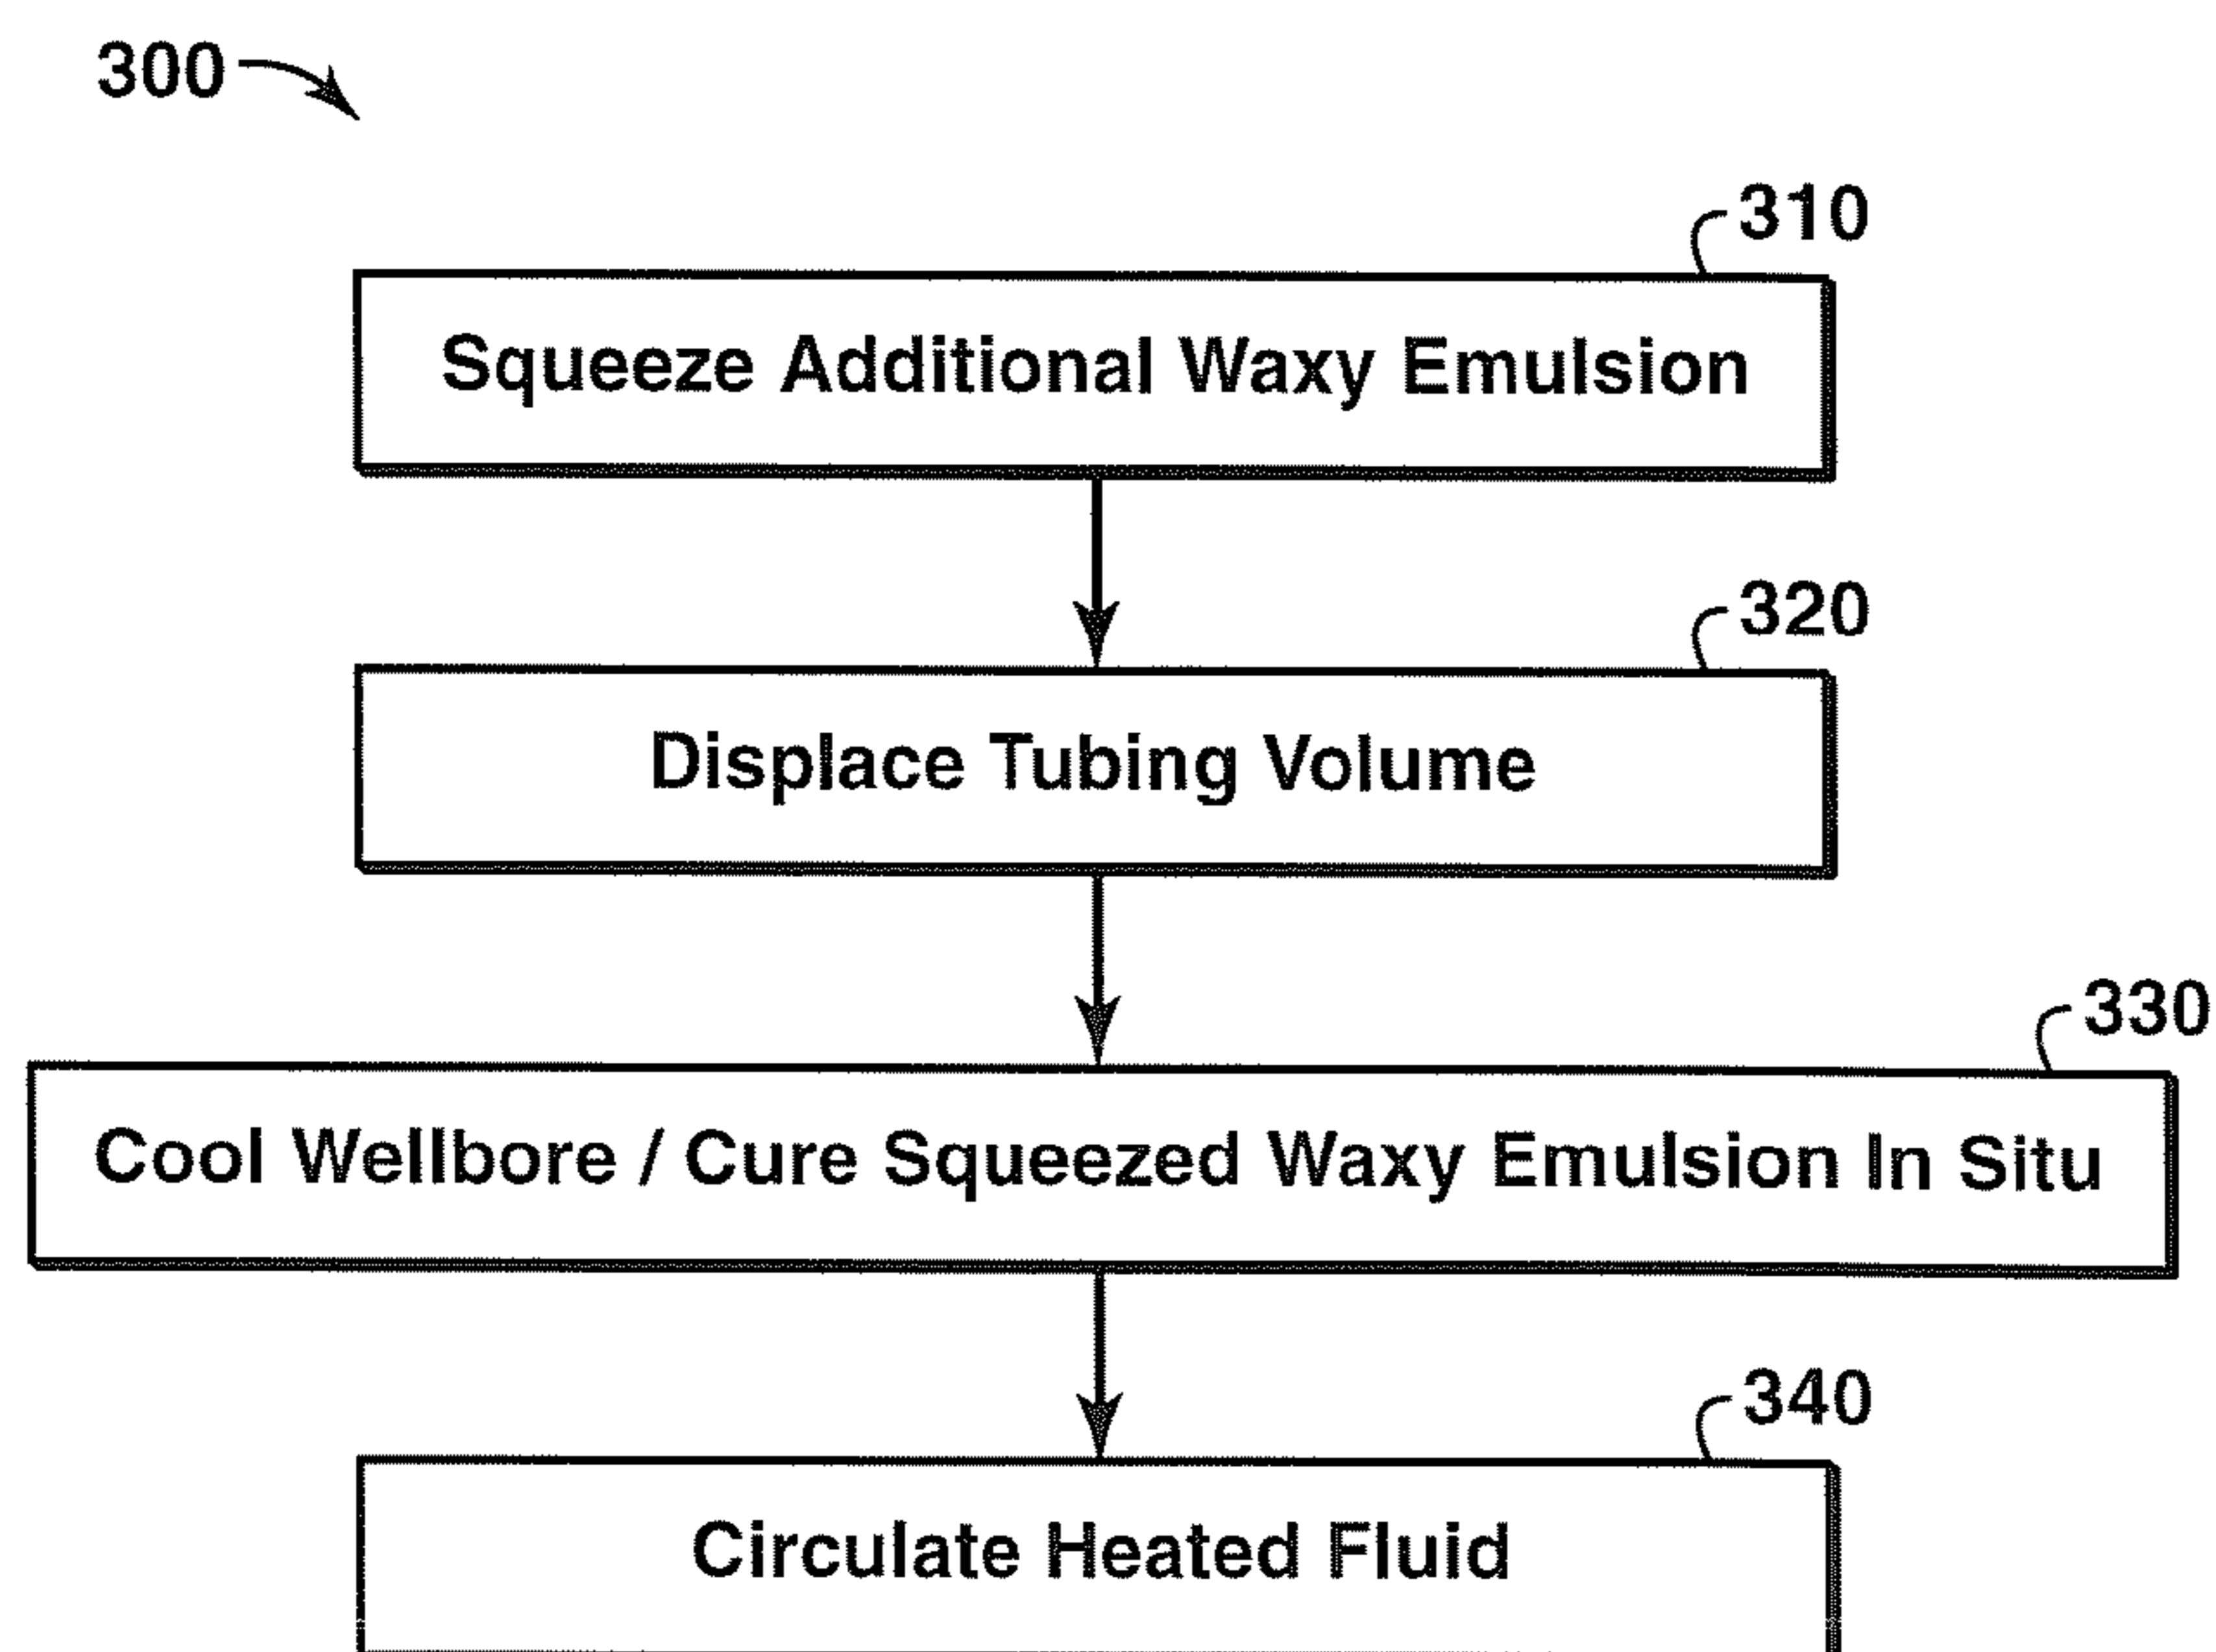 300
310
Squeeze Additional Waxy Emulsion
320
Displace Tubing Volume
330
Cool Wellbore / Cure Squeezed Waxy Emulsion In Situ
340
Circulate Heated Fluid